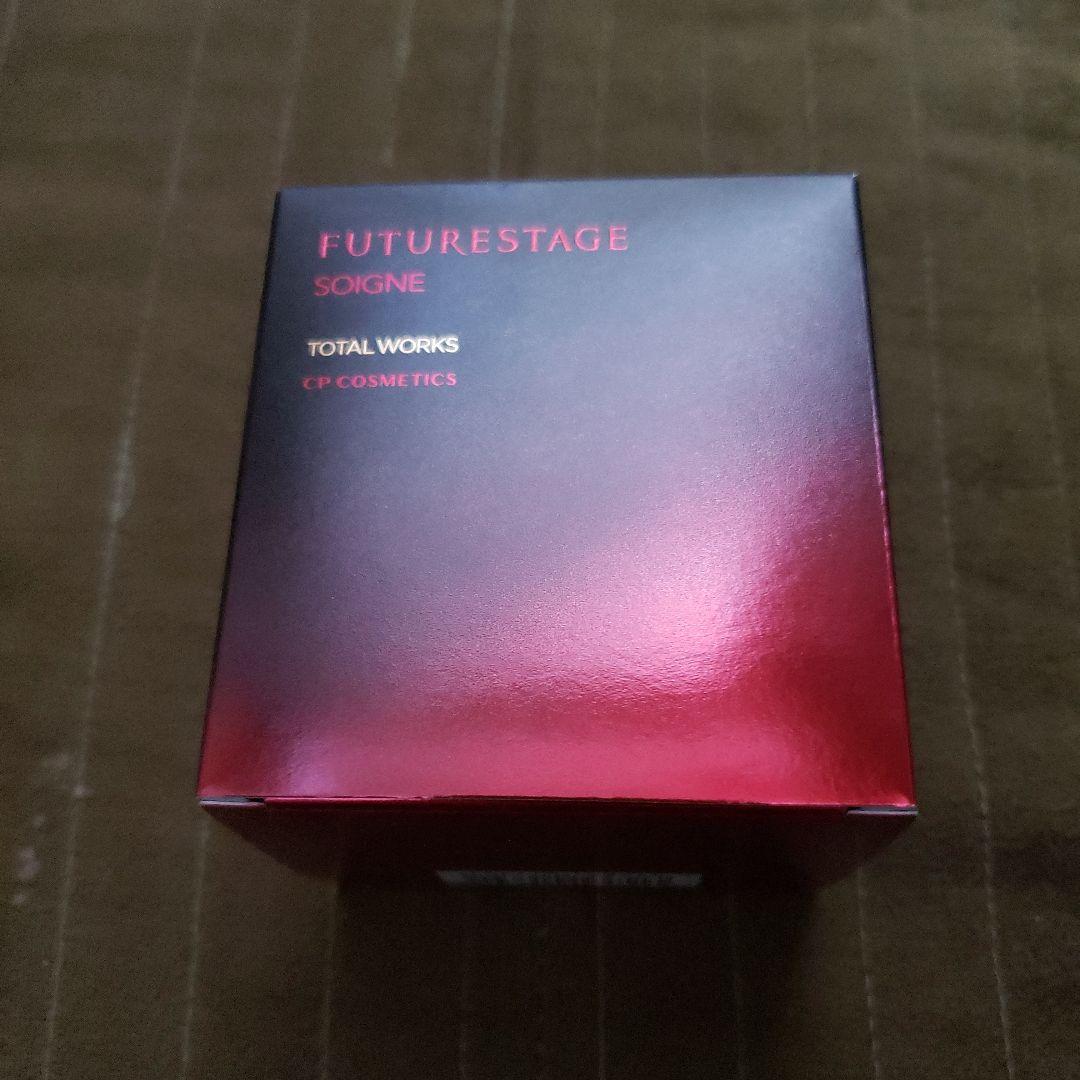 FUTURESTAGE
SOIGNE
TOTAL WORKS
CP COSMETICS